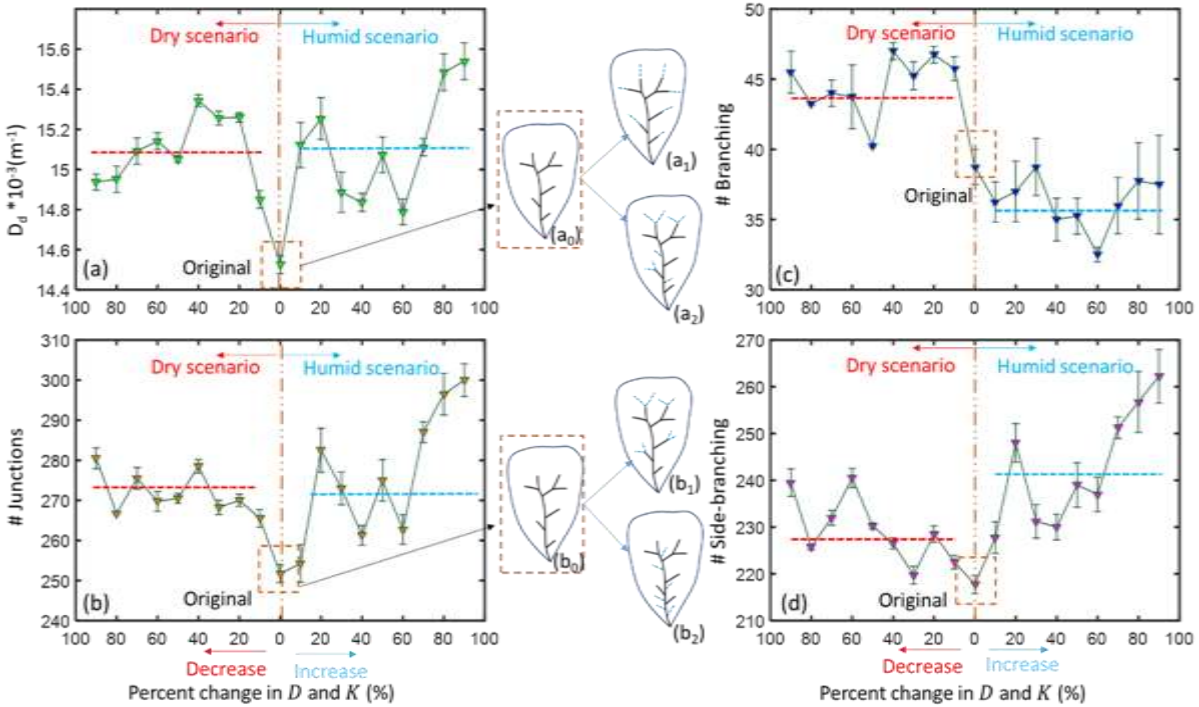 Dry scenario
Humid scenario
15.6
15.2
15
14.8
14.6
14.4
D_d *10^-3(m^-1)
(a)
Original
100 80 60 40 20 0 20 40 60 80 100
(a_0)
(a_1)
(a_2)
Dry scenario
Humid scenario
50
45
40
35
30
# Branching
(c)
Original
100 80 60 40 20 0 20 40 60 80 100
Dry scenario
Humid scenario
310
300
290
280
270
260
250
240
# Junctions
(b)
Original
100 80 60 40 20 0 20 40 60 80 100
Decrease
Increase
Percent change in D and K (%)
(b_0)
(b_1)
(b_2)
Dry scenario
Humid scenario
270
260
250
240
230
220
210
# Side-branching
(d)
Original
100 80 60 40 20 0 20 40 60 80 100
Decrease
Increase
Percent change in D and K (%)